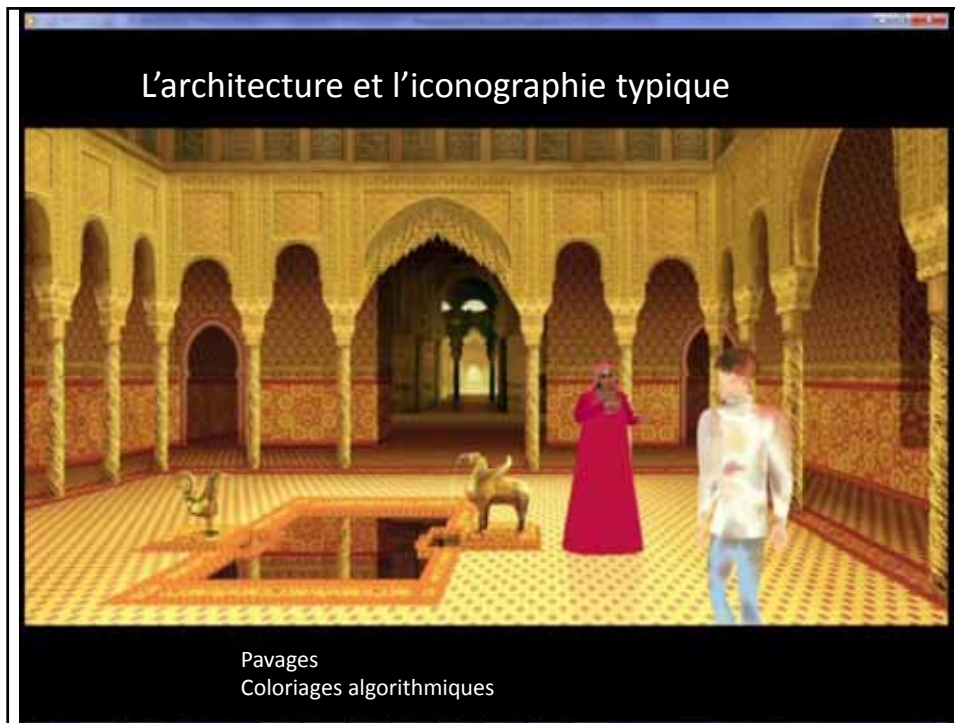 L’architecture et l’iconographie typique
Pavages
Coloriages algorithmiques